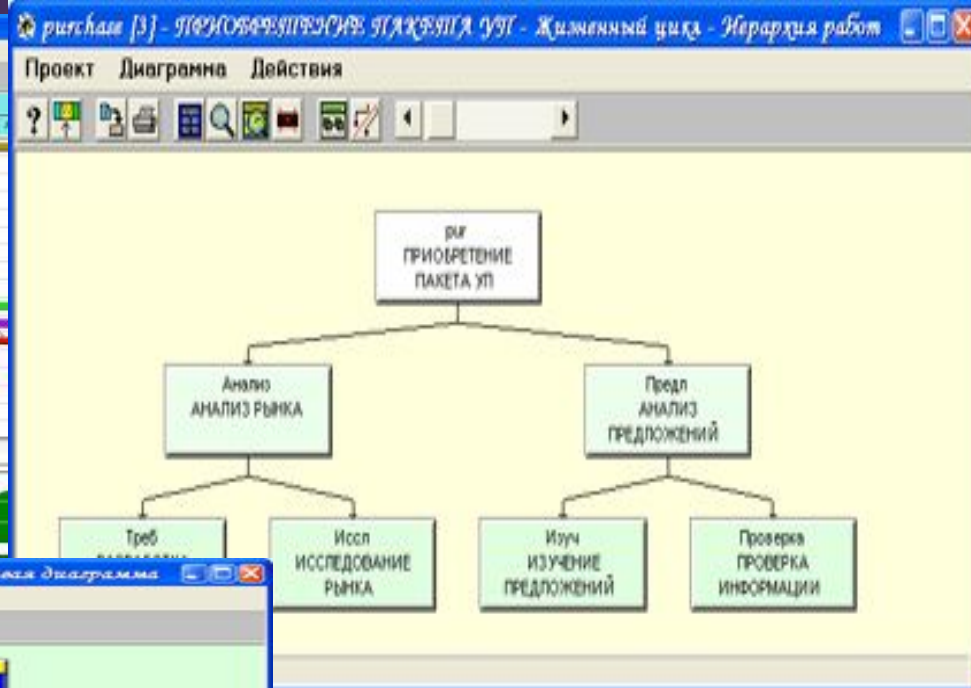 purchase [3] - ПРИОБРЕТЕНИЕ ПАКЕТА УП - Жизненный цикл - Иерархия работ
Проект Диаграмма Действия
pur
ПРИОБРЕТЕНИЕ
ПАКЕТА УП
Анализ
АНАЛИЗ РЫНКА
Предл
АНАЛИЗ
ПРЕДЛОЖЕНИЙ
Треб
РАЗРАБОТКА
Иссл
ИССЛЕДОВАНИЕ
РЫНКА
Изуч
ИЗУЧЕНИЕ
ПРЕДЛОЖЕНИЙ
Проверка
ПРОВЕРКА
ИНФОРМАЦИИ
диаграмма